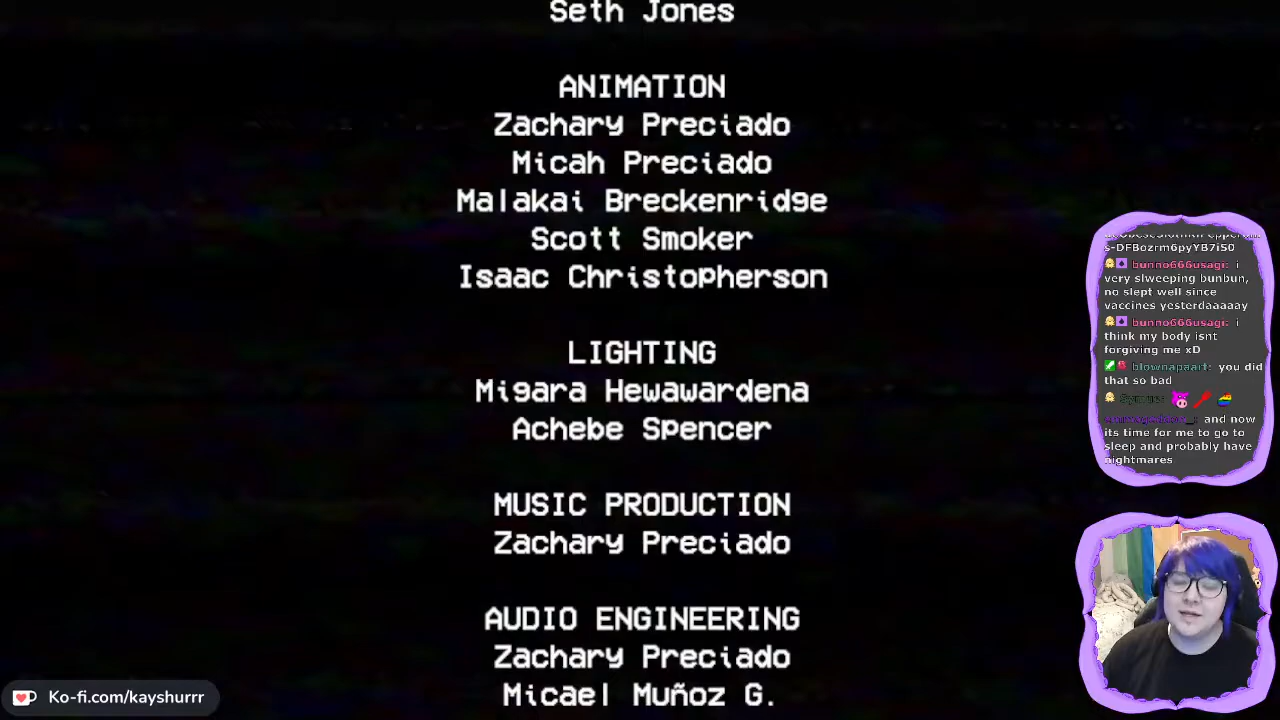 Seth Jones
ANIMATION
Zachary Preciado
Micah Preciado
Malakai Breckenridge
Scott Smoker
Isaac Christopherson
LIGHTING
Migara Hewawardena
Achebe Spencer
MUSIC PRODUCTION
Zachary Preciado
AUDIO ENGINEERING
Zachary Preciado
Micael Muñoz G.
s-DFBozrm6pyYB7i50
bunno666usagi: i
very slweeping bunbun,
no slept well since
vaccines yesterdaaaaay
bunno666usagi: i
think my body isnt
forgiving me xD
blownapaart: you did
that so bad
and now
its time for me to go to
sleep and probably have
nightmares
Ko-fi.com/kayshurrr